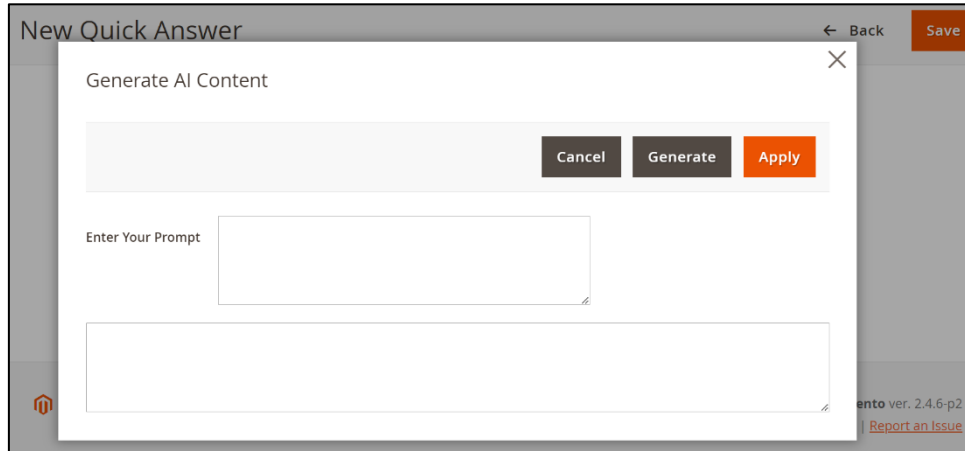 New Quick Answer
← Back
Save
Generate AI Content
Cancel
Generate
Apply
Enter Your Prompt
ento ver. 2.4.6-p2
| Report an Issue